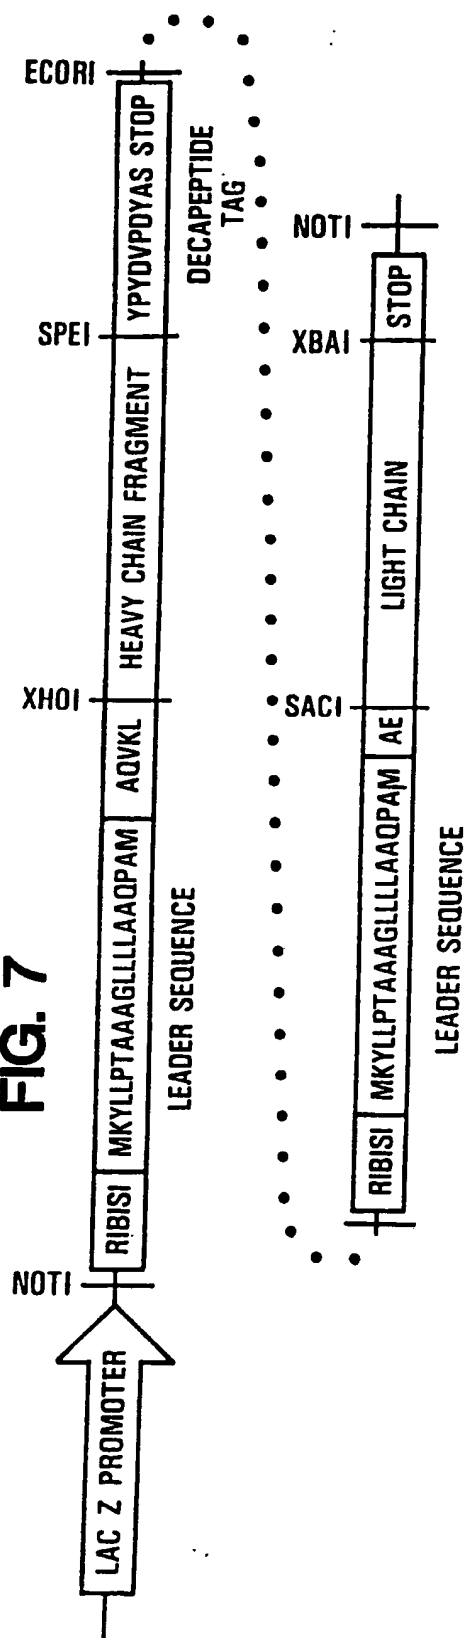 FIG. 7
LAC Z PROMOTER
NOTI
RIBISI
MKYLLPTAAAGLLLLAAQPAM
LEADER SEQUENCE
AQVKL
XHOI
HEAVY CHAIN FRAGMENT
SPEI
YPYDVPDYAS STOP
DECAPEPTIDE
TAG
ECORI
RIBISI
MKYLLPTAAAGLLLLAAQPAM
LEADER SEQUENCE
AE
SACI
LIGHT CHAIN
XBAI
STOP
NOTI